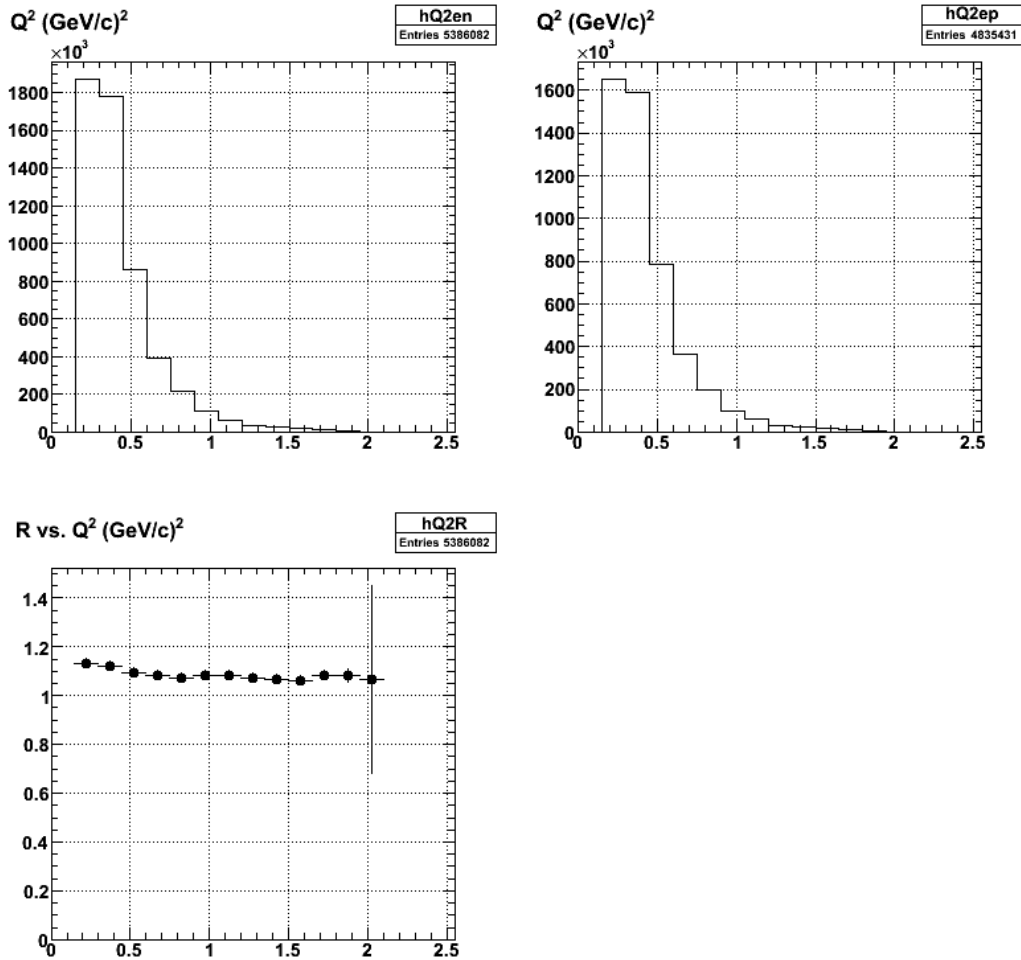 Q² (GeV/c)²
hQ2en
Entries 5386082
×10³
1800
1600
1400
1200
1000
800
600
400
200
0
0 0.5 1 1.5 2 2.5
Q² (GeV/c)²
hQ2ep
Entries 4835431
×10³
1600
1400
1200
1000
800
600
400
200
0
0 0.5 1 1.5 2 2.5
R vs. Q² (GeV/c)²
hQ2R
Entries 5386082
1.4
1.2
1
0.8
0.6
0.4
0.2
0
0 0.5 1 1.5 2 2.5